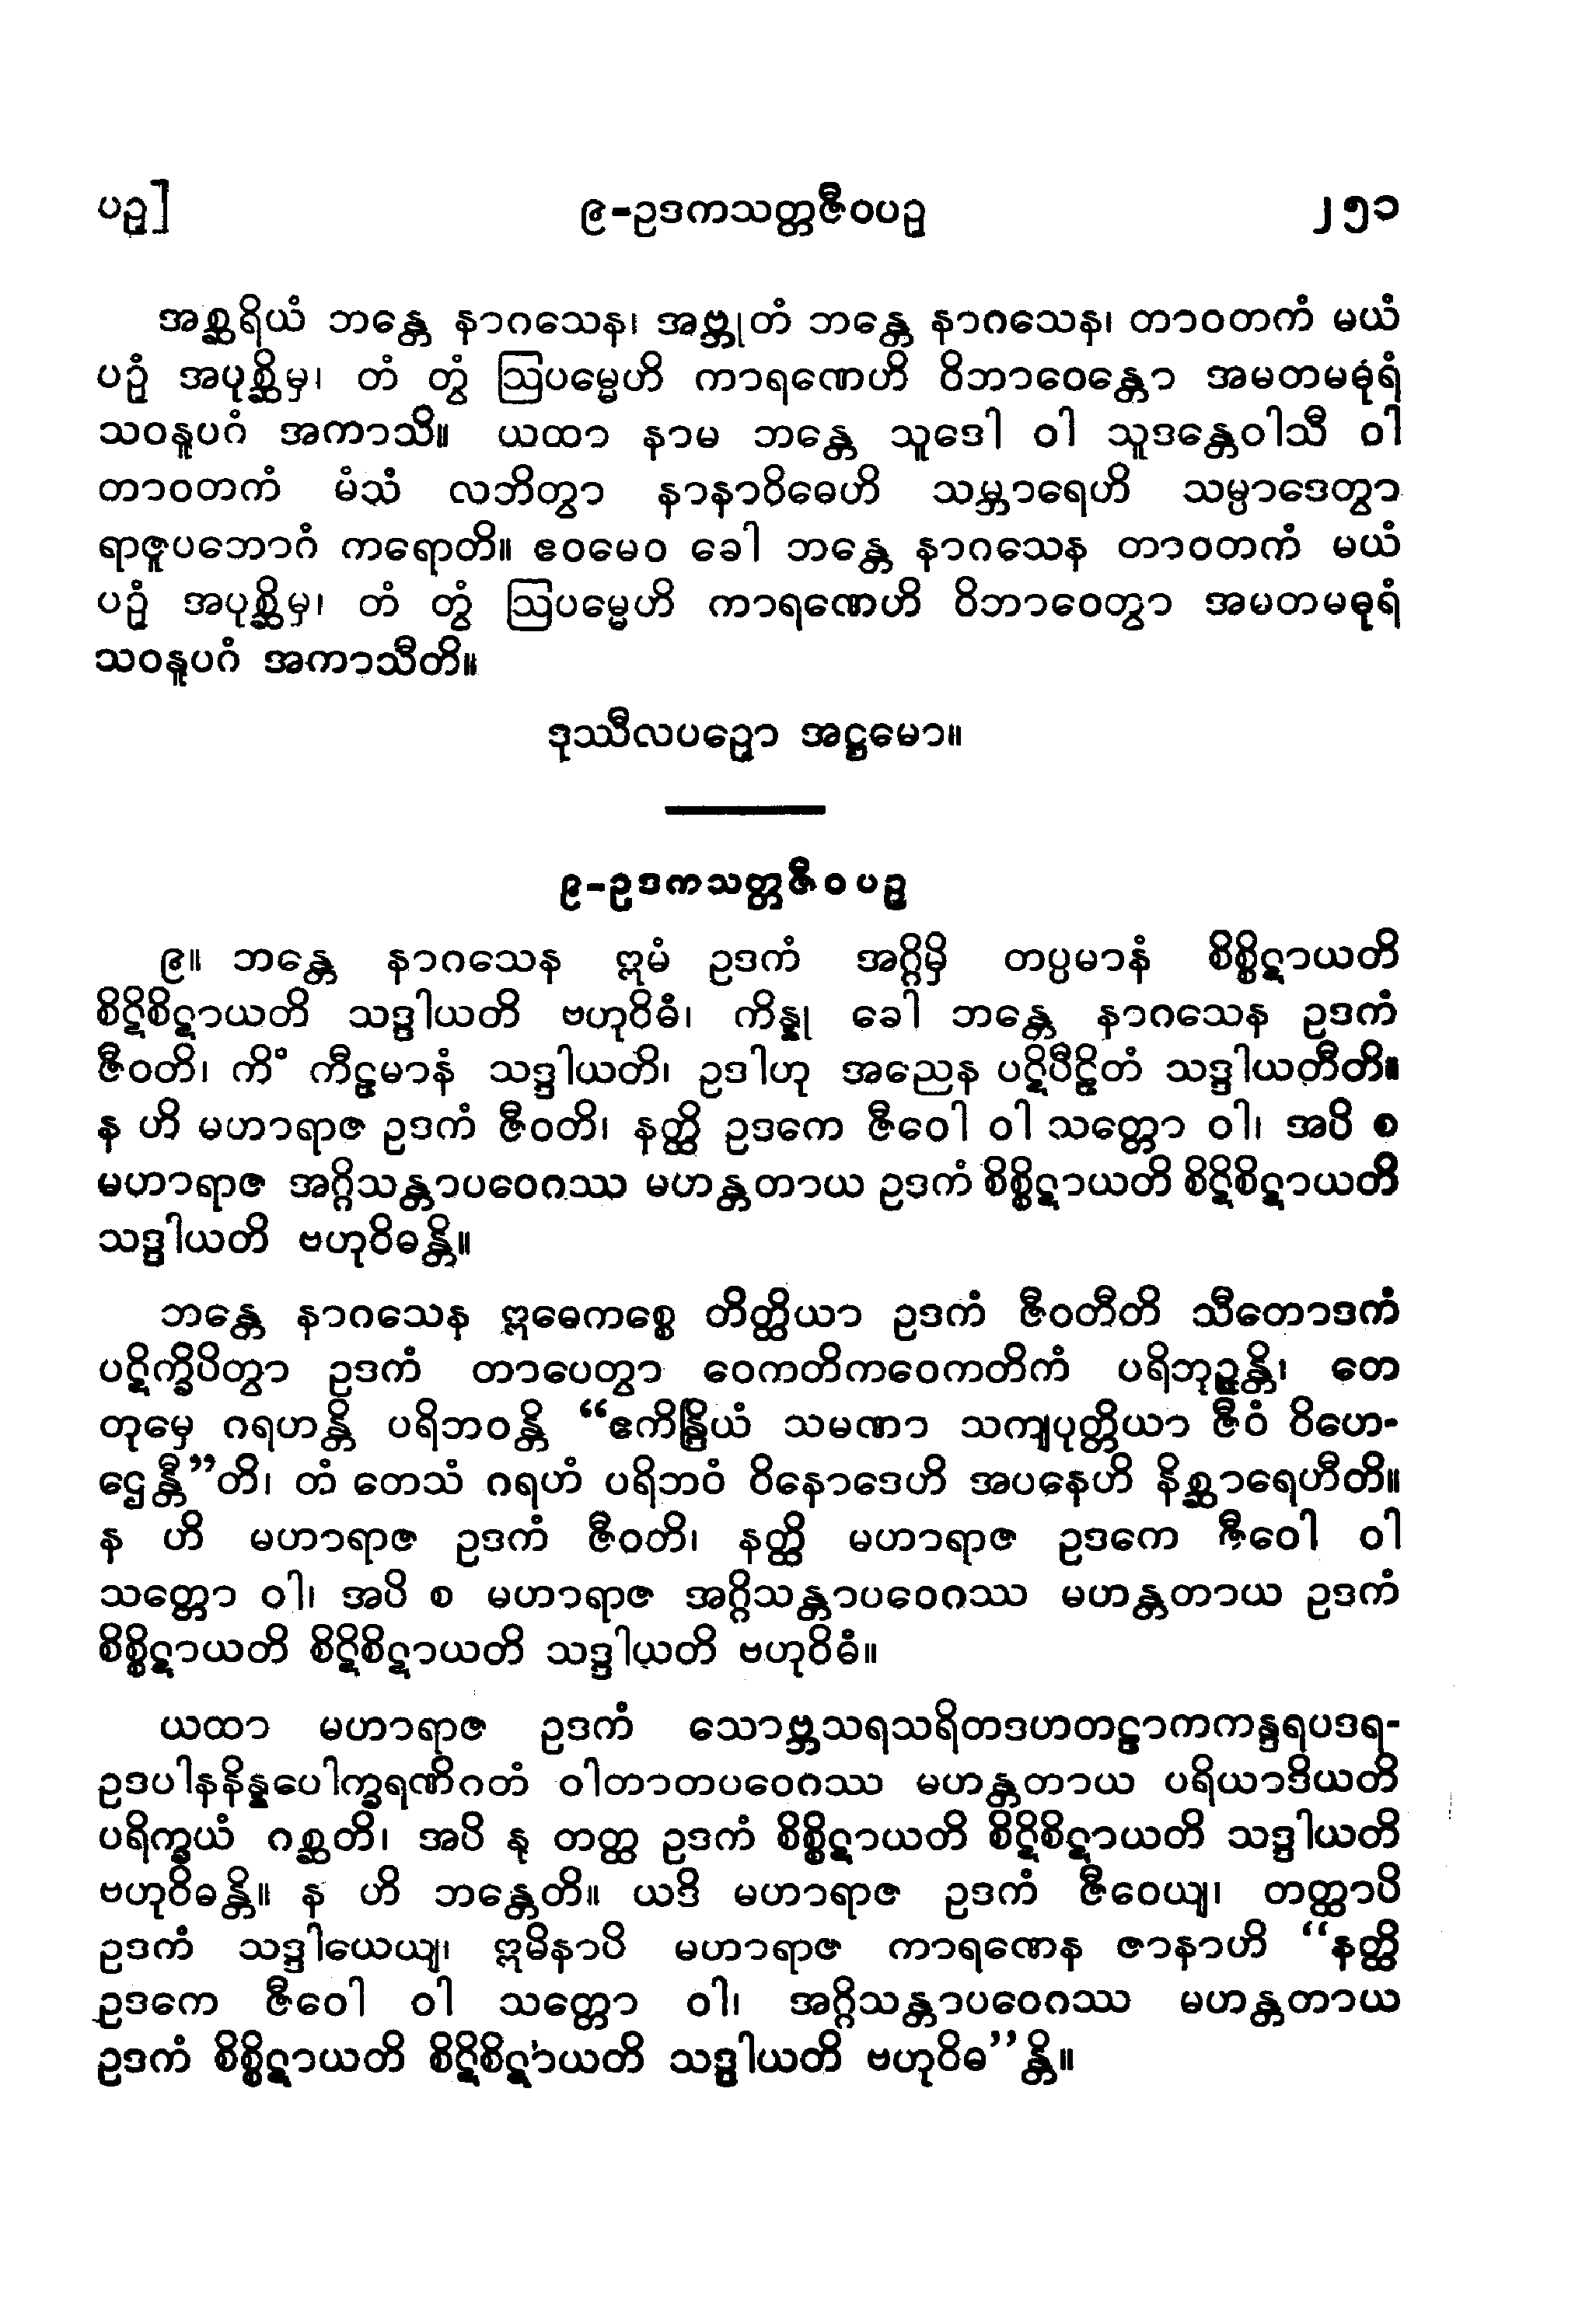 ပဉှ]
၉-ဥဒကသတ္တဇီဝပဉှ
၂၅၁
အစ္ဆရိယံ ဘန္တေ နာဂသေန၊ အဗ္ဘုတံ ဘန္တေ နာဂသေန၊ တာဝတကံ မယံ
ပဉှံ အပုစ္ဆိမှ၊ တံ တွံ ဩပမ္မေဟိ ကာရဏေဟိ ဝိဘာဝေန္တော အမတမဓုရံ
သဝနူပဂံ အကာသိ။ ယထာ နာမ ဘန္တေ သူဒေါ ဝါ သူဒန္တေဝါသီ ဝါ
တာဝတကံ မံသံ လဘိတွာ နာနာဝိဓေဟိ သမ္ဘာရေဟိ သမ္ပာဒေတွာ
ရာဇူပဘောဂံ ကရောတိ။ ဧဝမေဝ ခေါ ဘန္တေ နာဂသေန တာဝတကံ မယံ
ပဉှံ အပုစ္ဆိမှ၊ တံ တွံ ဩပမ္မေဟိ ကာရဏေဟိ ဝိဘာဝေတွာ အမတမဓုရံ
သဝနူပဂံ အကာသီတိ။
ဒုဿီလပဉှော အဋ္ဌမော။
၉-ဥဒကသတ္တဇီဝပဉှ
၉။ ဘန္တေ နာဂသေန ဣမံ ဥဒကံ အဂ္ဂိမှိ တပ္ပမာနံ စိစ္စိဋာယတိ
စိဋိစိဋာယတိ သဒ္ဒါယတိ ဗဟုဝိဓံ၊ ကိန္နု ခေါ ဘန္တေ နာဂသေန ဥဒကံ
ဇီဝတိ၊ ကိံ ကီဠမာနံ သဒ္ဒါယတိ၊ ဥဒါဟု အညေန ပဋိပီဠိတံ သဒ္ဒါယတီတိ။
န ဟိ မဟာရာဇ ဥဒကံ ဇီဝတိ၊ နတ္ထိ ဥဒကေ ဇီဝေါ ဝါ သတ္တော ဝါ၊ အပိ စ
မဟာရာဇ အဂ္ဂိသန္တာပဝေဂဿ မဟန္တတာယ ဥဒကံ စိစ္စိဋာယတိ စိဋိစိဋာယတိ
သဒ္ဒါယတိ ဗဟုဝိဓန္တိ။
ဘန္တေ နာဂသေန ဣဓေကစ္စေ တိတ္ထိယာ ဥဒကံ ဇီဝတီတိ သီတောဒကံ
ပဋိက္ခိပိတွာ ဥဒကံ တာပေတွာ ဝေကတိကဝေကတိကံ ပရိဘုဉ္ဇန္တိ၊ တေ
တုမှေ ဂရဟန္တိ ပရိဘဝန္တိ “ဧကိန္ဒြိယံ သမဏာ သကျပုတ္တိယာ ဇီဝံ ဝိဟေ-
ဌေန္တီ”တိ၊ တံ တေသံ ဂရဟံ ပရိဘဝံ ဝိနောဒေဟိ အပနေဟိ နိစ္ဆာရေဟီတိ။
န ဟိ မဟာရာဇ ဥဒကံ ဇီဝတိ၊ နတ္ထိ မဟာရာဇ ဥဒကေ ဇီဝေါ ဝါ
သတ္တော ဝါ၊ အပိ စ မဟာရာဇ အဂ္ဂိသန္တာပဝေဂဿ မဟန္တတာယ ဥဒကံ
စိစ္စိဋာယတိ စိဋိစိဋာယတိ သဒ္ဒါယတိ ဗဟုဝိဓံ။
ယထာ မဟာရာဇ ဥဒကံ သောဗ္ဘသရသရိတဒဟတဠာကကန္ဒရပဒရ-
ဥဒပါနနိန္နပေါက္ခရဏိဂတံ ဝါတာတပဝေဂဿ မဟန္တတာယ ပရိယာဒိယတိ
ပရိက္ခယံ ဂစ္ဆတိ၊ အပိ နု တတ္ထ ဥဒကံ စိစ္စိဋာယတိ စိဋိစိဋာယတိ သဒ္ဒါယတိ
ဗဟုဝိဓန္တိ။ န ဟိ ဘန္တေတိ။ ယဒိ မဟာရာဇ ဥဒကံ ဇီဝေယျ၊ တတ္ထာပိ
ဥဒကံ သဒ္ဒါယေယျ၊ ဣမိနာပိ မဟာရာဇ ကာရဏေန ဇာနာဟိ “နတ္ထိ
ဥဒကေ ဇီဝေါ ဝါ သတ္တော ဝါ၊ အဂ္ဂိသန္တာပဝေဂဿ မဟန္တတာယ
ဥဒကံ စိစ္စိဋာယတိ စိဋိစိဋာယတိ သဒ္ဒါယတိ ဗဟုဝိဓ”န္တိ။